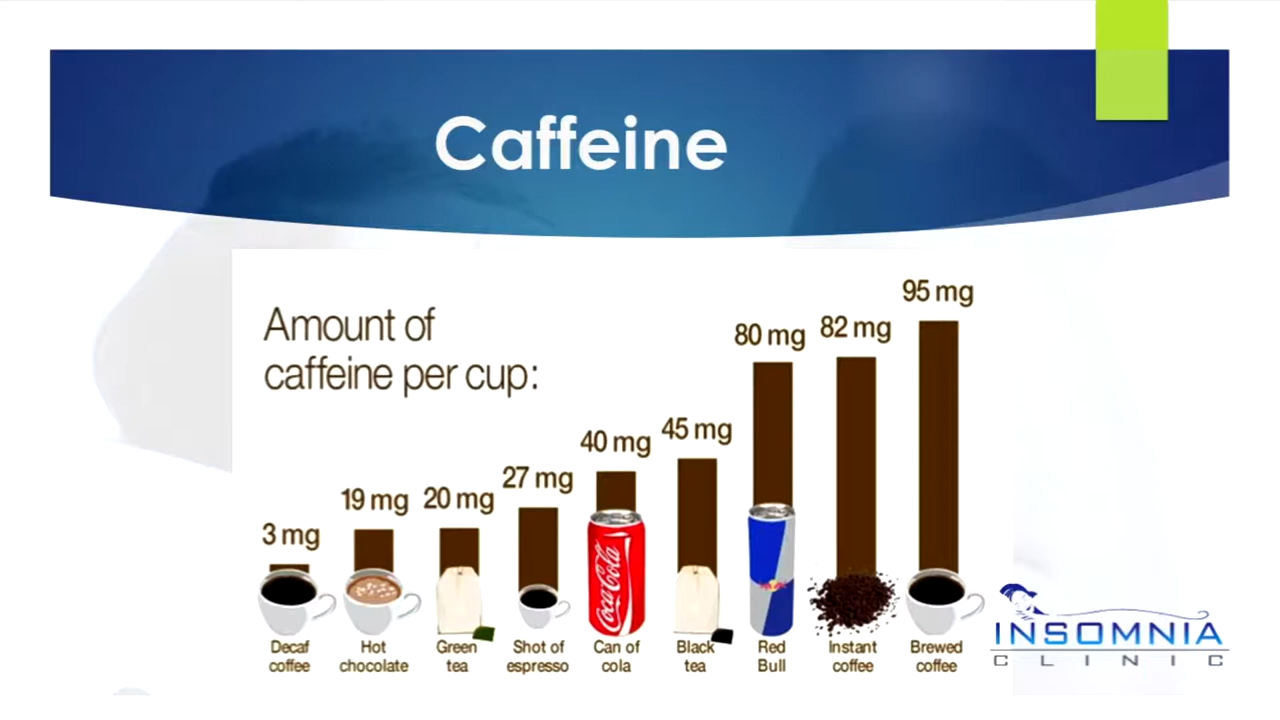 Caffeine
Amount of
caffeine per cup:
3 mg
19 mg
20 mg
27 mg
40 mg
45 mg
80 mg
82 mg
95 mg
Coca-Cola
Decaf
coffee
Hot
chocolate
Green
tea
Shot of
espresso
Can of
cola
Black
tea
Red
Bull
Instant
coffee
Brewed
coffee
INSOMNIA
CLINIC